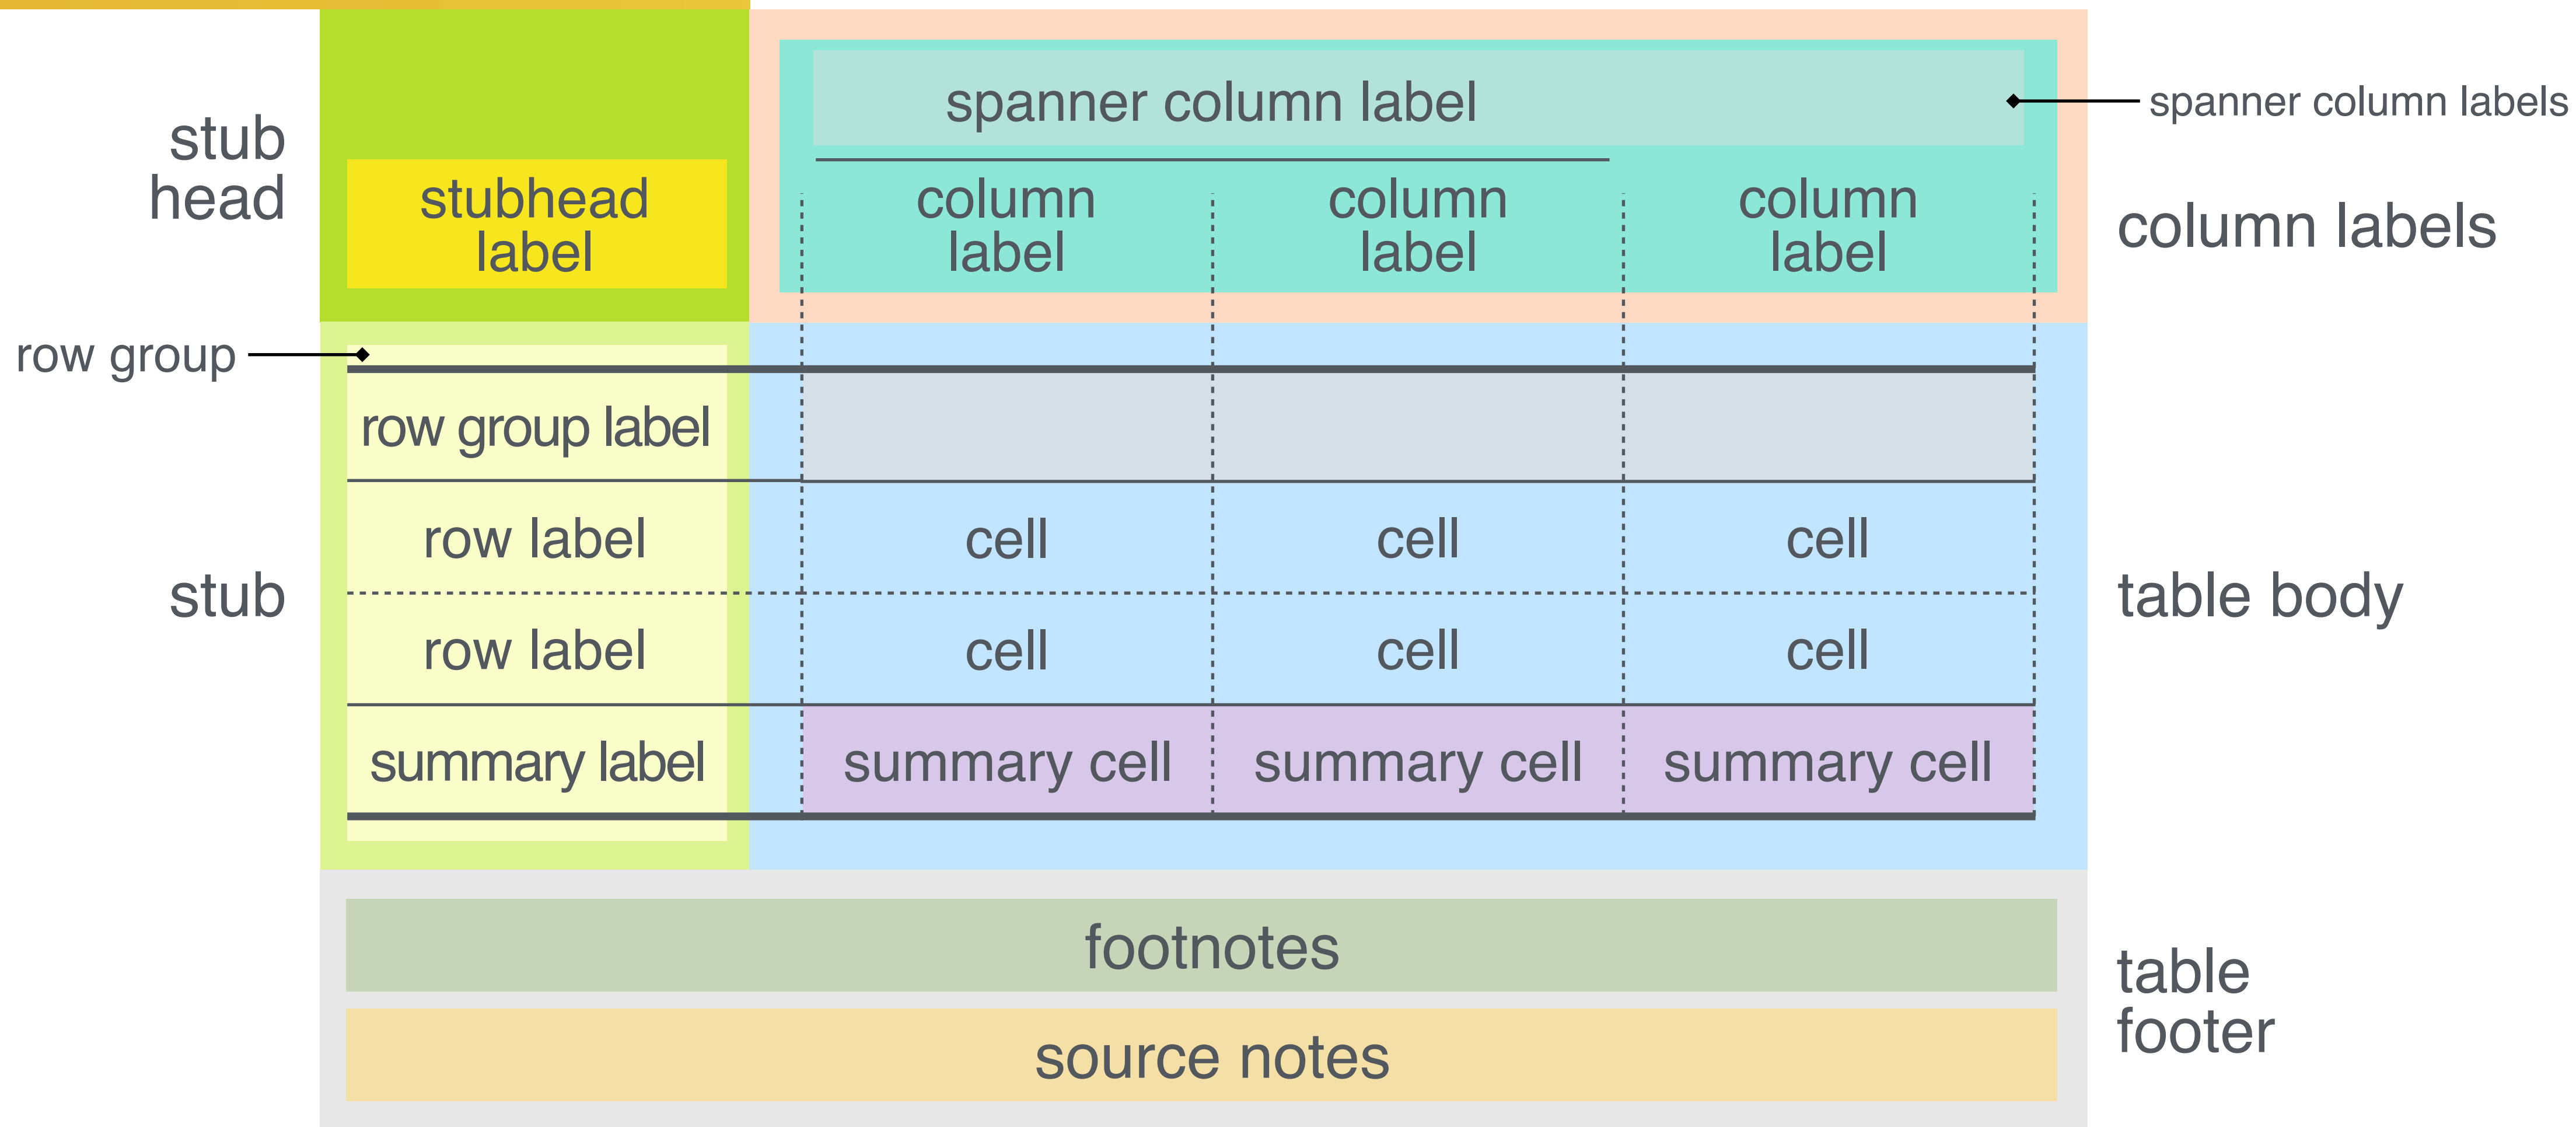 spanner column label
spanner column labels
stub
head
stubhead
label
column
label
column
label
column
label
column labels
row group
row group label
row label
cell
cell
cell
stub
table body
row label
cell
cell
cell
summary label
summary cell
summary cell
summary cell
footnotes
table
footer
source notes